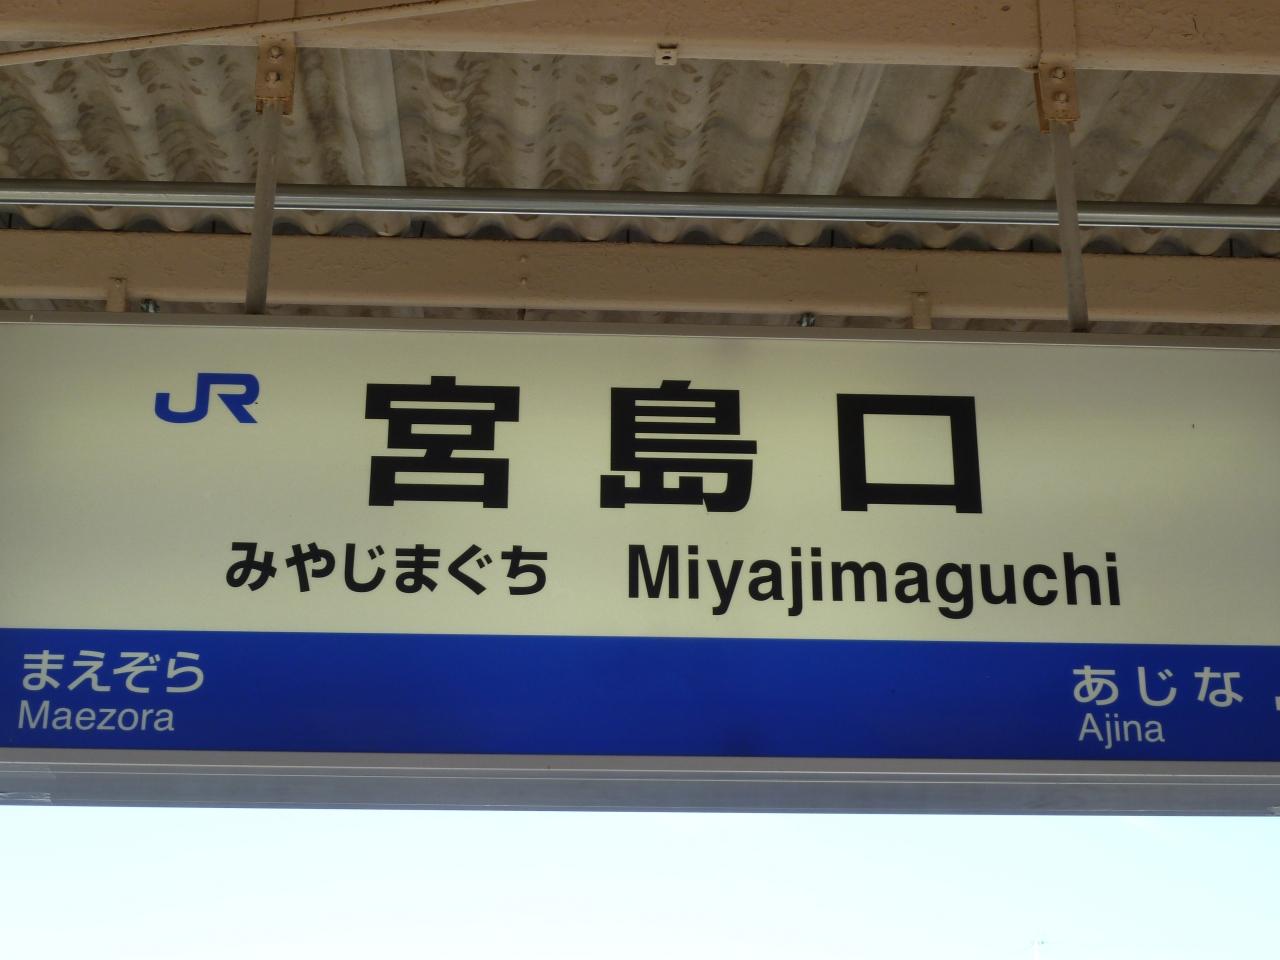 JR 宮島口
みやじまぐち Miyajimaguchi
まえぞら あじな
Maezora Ajina